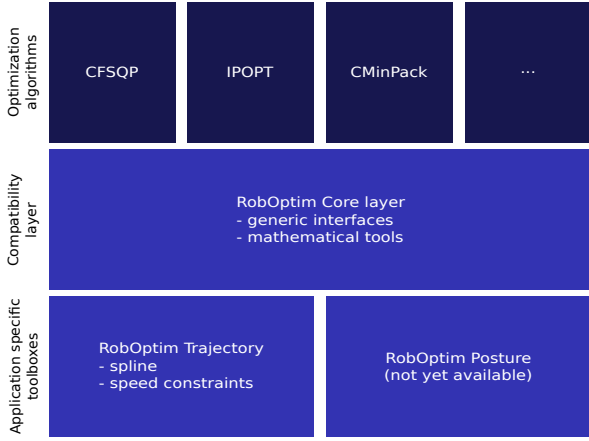 Optimization
algorithms
CFSQP
IPOPT
CMinPack
...
Compatibility
layer
RobOptim Core layer
- generic interfaces
- mathematical tools
Application specific
toolboxes
RobOptim Trajectory
- spline
- speed constraints
RobOptim Posture
(not yet available)